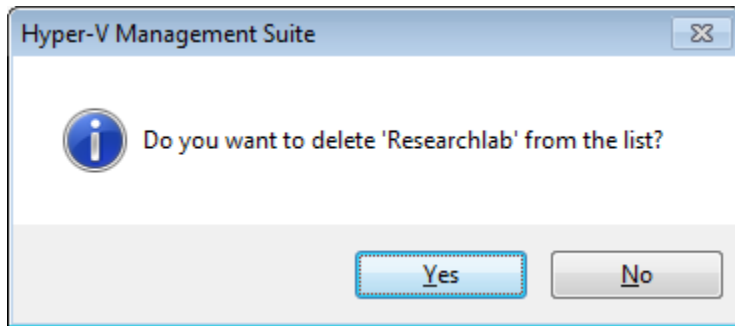 Hyper-V Management Suite
Do you want to delete 'Researchlab' from the list?
Yes
No